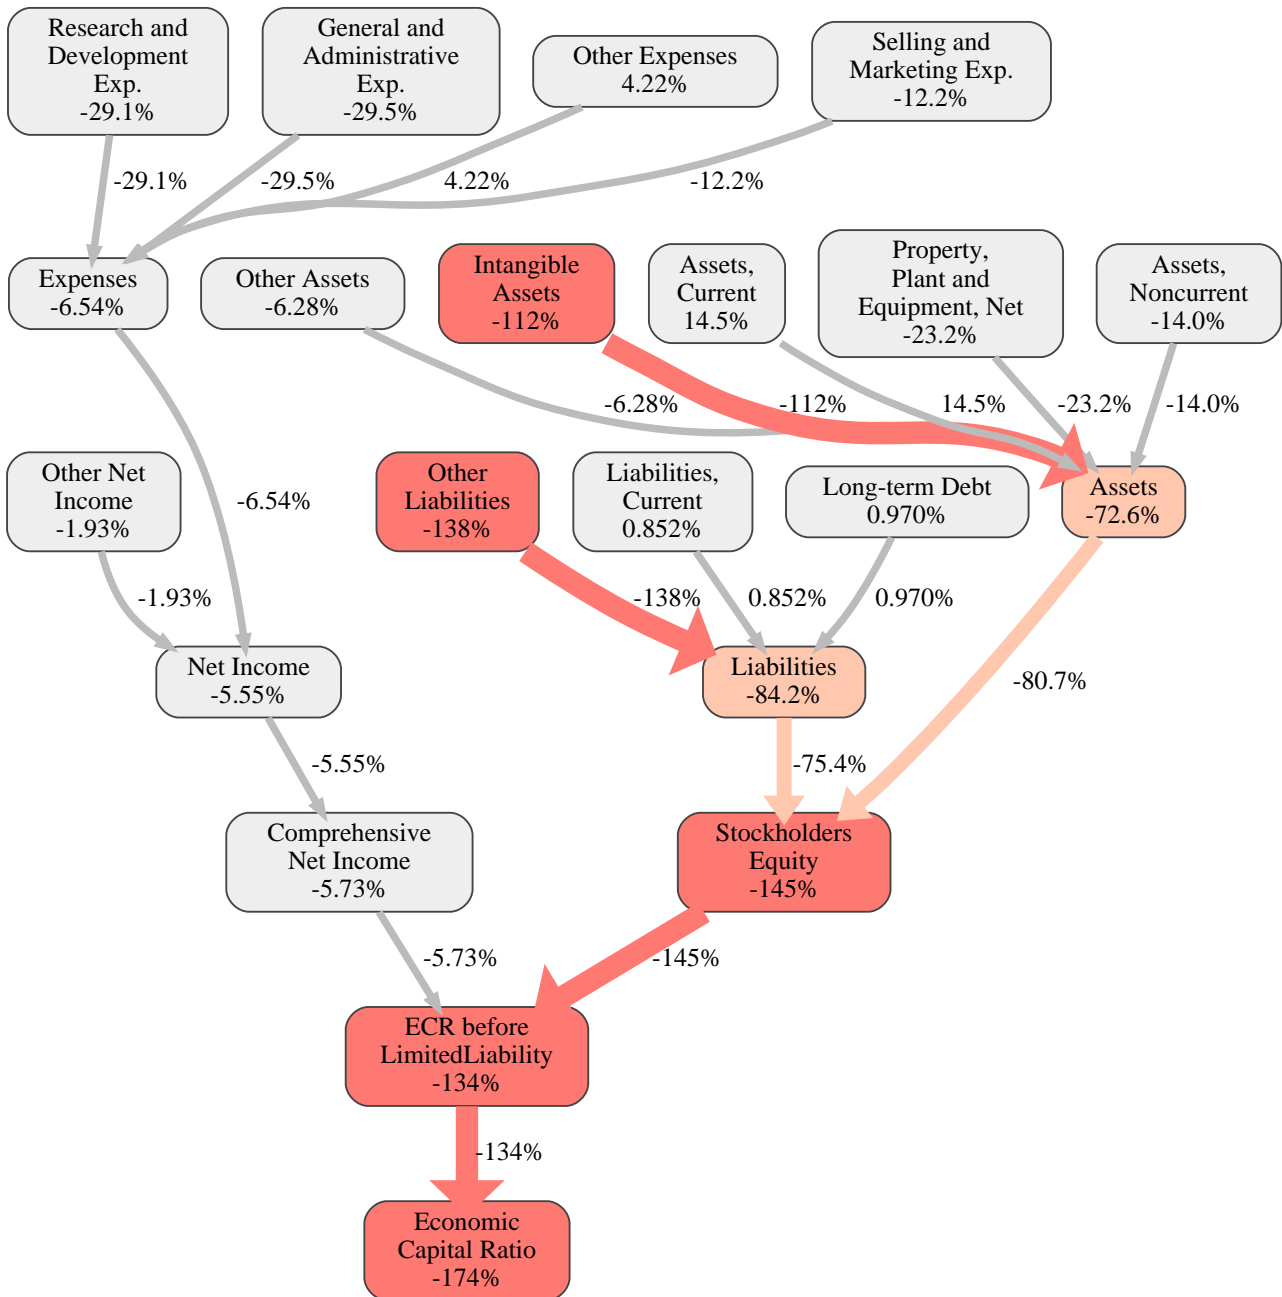 Research and
Development
Exp.
-29.1%
General and
Administrative
Exp.
-29.5%
Other Expenses
4.22%
Selling and
Marketing Exp.
-12.2%
-29.1%
-29.5%
4.22%
-12.2%
Expenses
-6.54%
Other Assets
-6.28%
Intangible
Assets
-112%
Assets,
Current
14.5%
Property,
Plant and
Equipment, Net
-23.2%
Assets,
Noncurrent
-14.0%
-6.28%
-112%
14.5%
-23.2%
-14.0%
Other Net
Income
-1.93%
-6.54%
Other
Liabilities
-138%
Liabilities,
Current
0.852%
Long-term Debt
0.970%
Assets
-72.6%
-1.93%
-138%
0.852%
0.970%
Net Income
-5.55%
Liabilities
-84.2%
-80.7%
-5.55%
-75.4%
Comprehensive
Net Income
-5.73%
Stockholders
Equity
-145%
-5.73%
-145%
ECR before
LimitedLiability
-134%
-134%
Economic
Capital Ratio
-174%